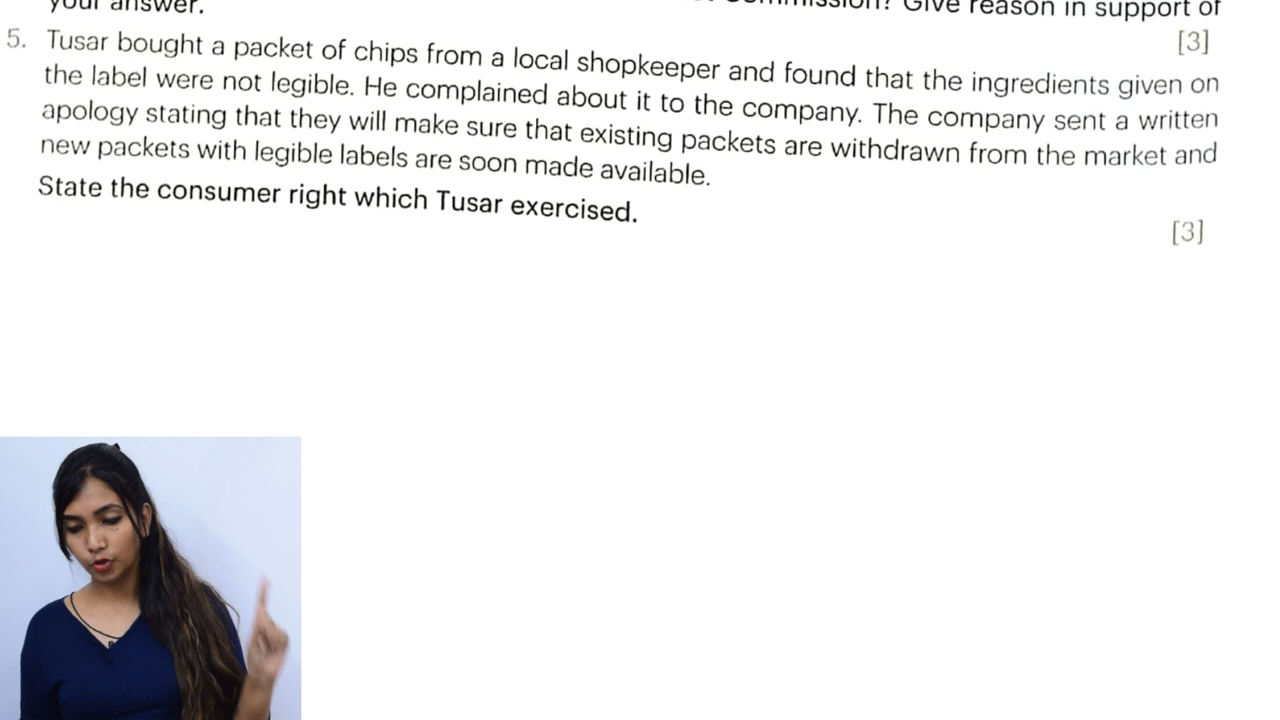 your answer.
Commission? Give reason in support of
[3]
5. Tusar bought a packet of chips from a local shopkeeper and found that the ingredients given on
the label were not legible. He complained about it to the company. The company sent a written
apology stating that they will make sure that existing packets are withdrawn from the market and
new packets with legible labels are soon made available.
State the consumer right which Tusar exercised.
[3]